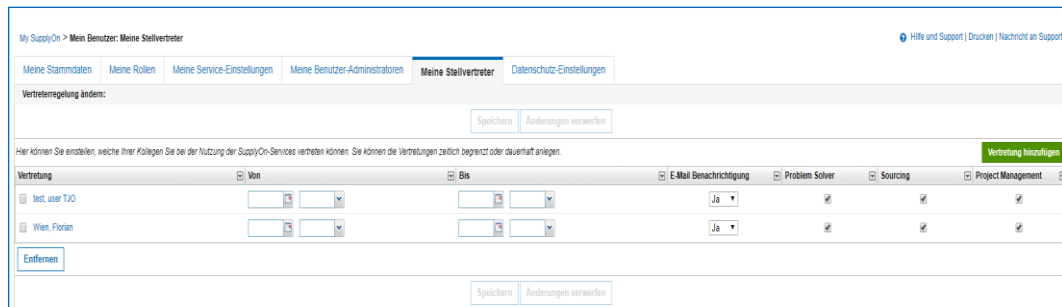 My SupplyOn > Mein Benutzer: Meine Stellvertreter
Hilfe und Support | Drucken | Nachricht an Support
Meine Stammdaten Meine Rollen Meine Service-Einstellungen Meine Benutzer-Administratoren Meine Stellvertreter Datenschutz-Einstellungen
Vertreterregelung ändern:
Speichern Änderungen verwerfen
Hier können Sie einstellen, welche Ihrer Kollegen Sie bei der Nutzung der SupplyOn-Services vertreten können. Sie können die Vertretungen zeitlich begrenzt oder dauerhaft anlegen.
Vertretung hinzufügen
Vertretung Von Bis E-Mail Benachrichtigung Problem Solver Sourcing Project Management
test, user TJO Ja
Wien, Florian Ja
Entfernen
Speichern Änderungen verwerfen